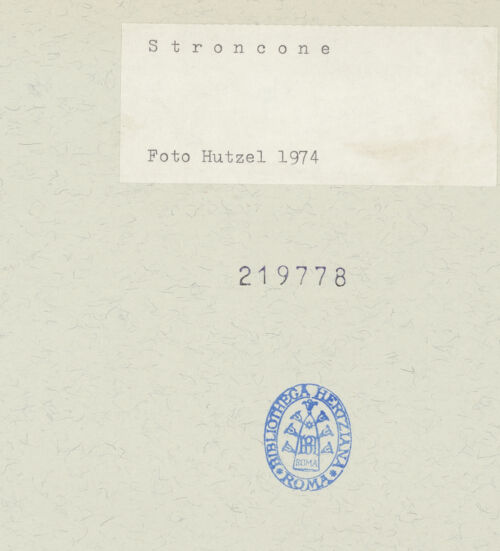 S t r o n c o n e
Foto Hutzel 1974
219778
BIBLIOTHECA HERTZIANA
ROMA
ROMA